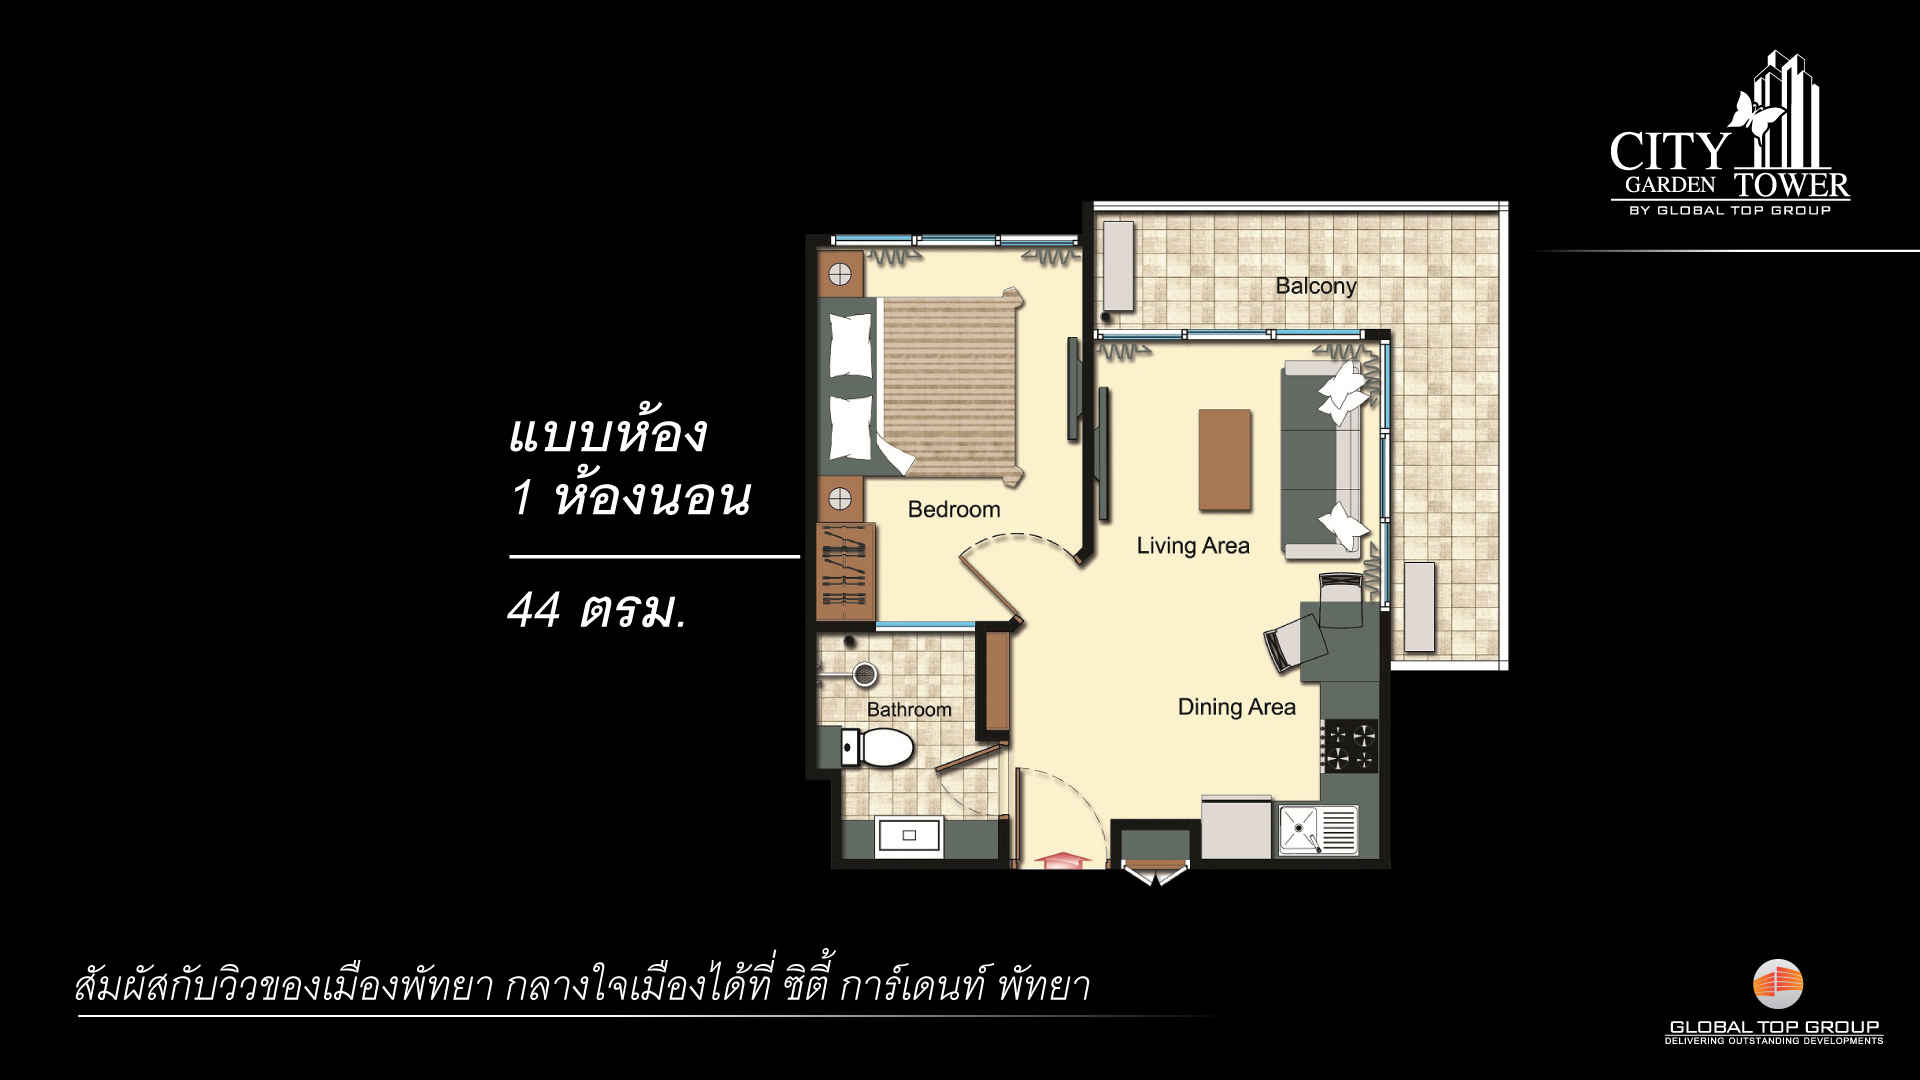 CITY
GARDEN TOWER
BY GLOBAL TOP GROUP
Balcony
แบบห้อง
1 ห้องนอน
44 ตรม.
Bedroom
Living Area
Bathroom
Dining Area
สัมผัสกับวิวของเมืองพัทยา กลางใจเมืองได้ที่ ซิตี้ การ์เดนท์ พัทยา
GLOBAL TOP GROUP
DELIVERING OUTSTANDING DEVELOPMENTS